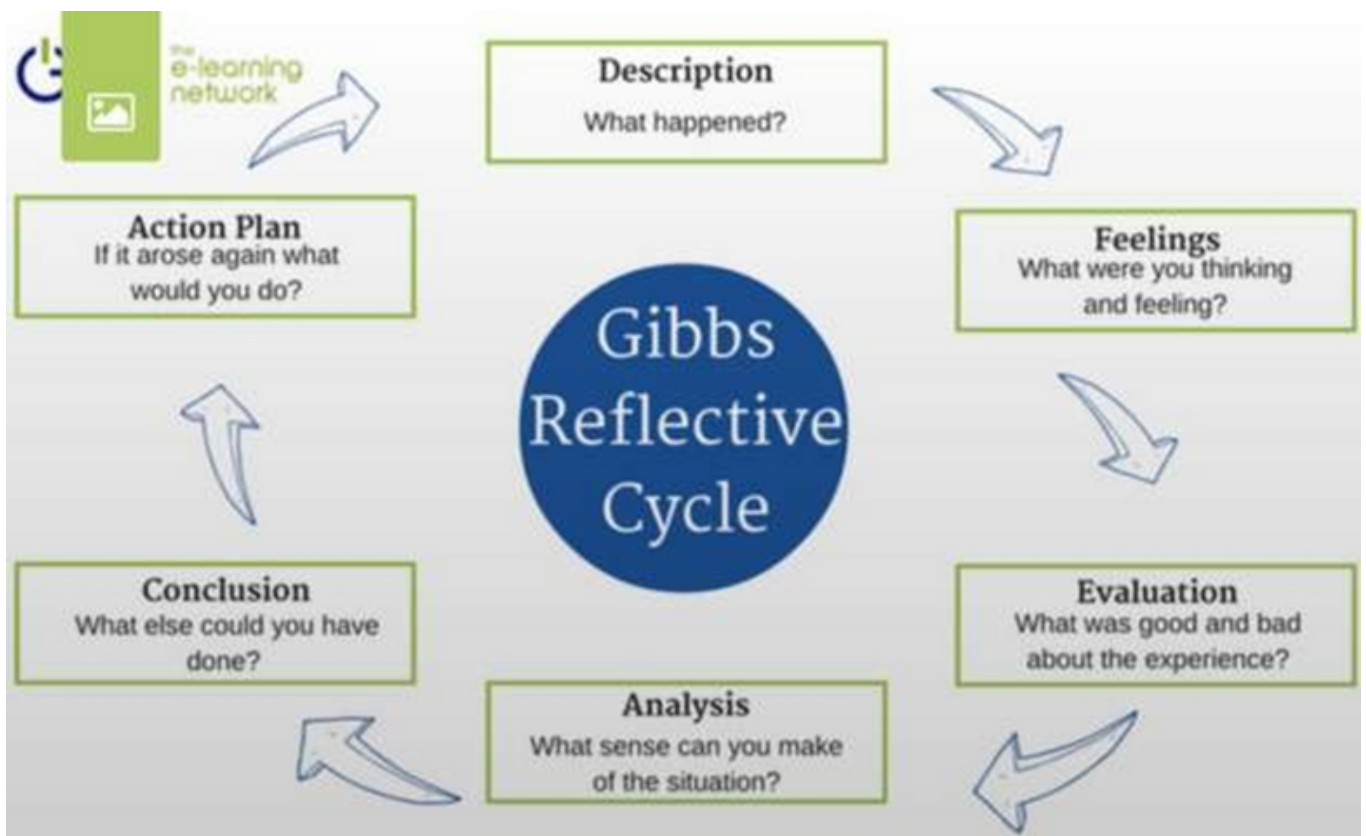 the
e-learning
network
Description
What happened?
Feelings
What were you thinking
and feeling?
Evaluation
What was good and bad
about the experience?
Analysis
What sense can you make
of the situation?
Conclusion
What else could you have
done?
Action Plan
If it arose again what
would you do?
Gibbs
Reflective
Cycle